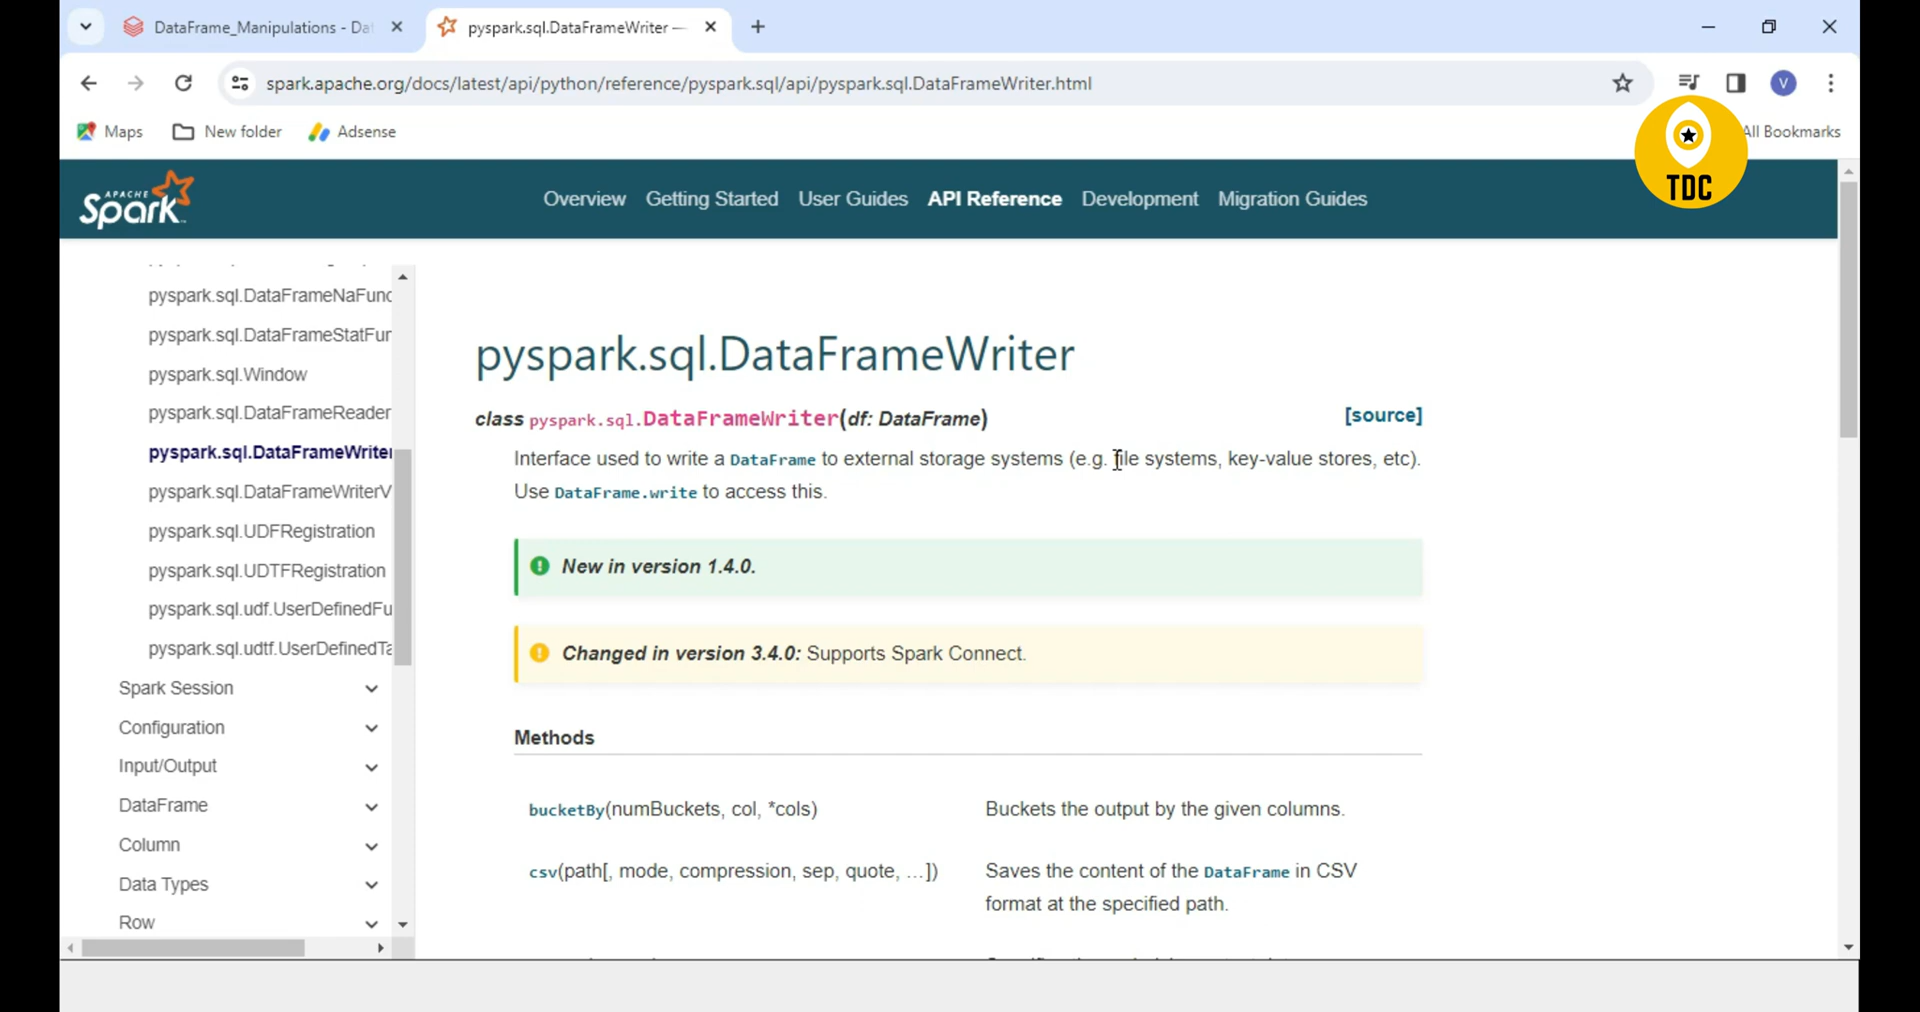 DataFrame_Manipulations - Dat
pyspark.sql.DataFrameWriter —
spark.apache.org/docs/latest/api/python/reference/pyspark.sql/api/pyspark.sql.DataFrameWriter.html
V
Maps
New folder
Adsense
All Bookmarks
TDC
APACHE
Spark
Overview
Getting Started
User Guides
API Reference
Development
Migration Guides
pyspark.sql.DataFrameNaFunc
pyspark.sql.DataFrameStatFun
pyspark.sql.Window
pyspark.sql.DataFrameReader
pyspark.sql.DataFrameWriter
pyspark.sql.DataFrameWriterV
pyspark.sql.UDFRegistration
pyspark.sql.UDTFRegistration
pyspark.sql.udf.UserDefinedFu
pyspark.sql.udtf.UserDefinedTa
Spark Session
Configuration
Input/Output
DataFrame
Column
Data Types
Row
pyspark.sql.DataFrameWriter
class pyspark.sql.DataFrameWriter(df: DataFrame)
[source]
Interface used to write a DataFrame to external storage systems (e.g. file systems, key-value stores, etc).
Use DataFrame.write to access this.
New in version 1.4.0.
Changed in version 3.4.0: Supports Spark Connect.
Methods
bucketBy(numBuckets, col, *cols)
Buckets the output by the given columns.
csv(path[, mode, compression, sep, quote, …])
Saves the content of the DataFrame in CSV
format at the specified path.